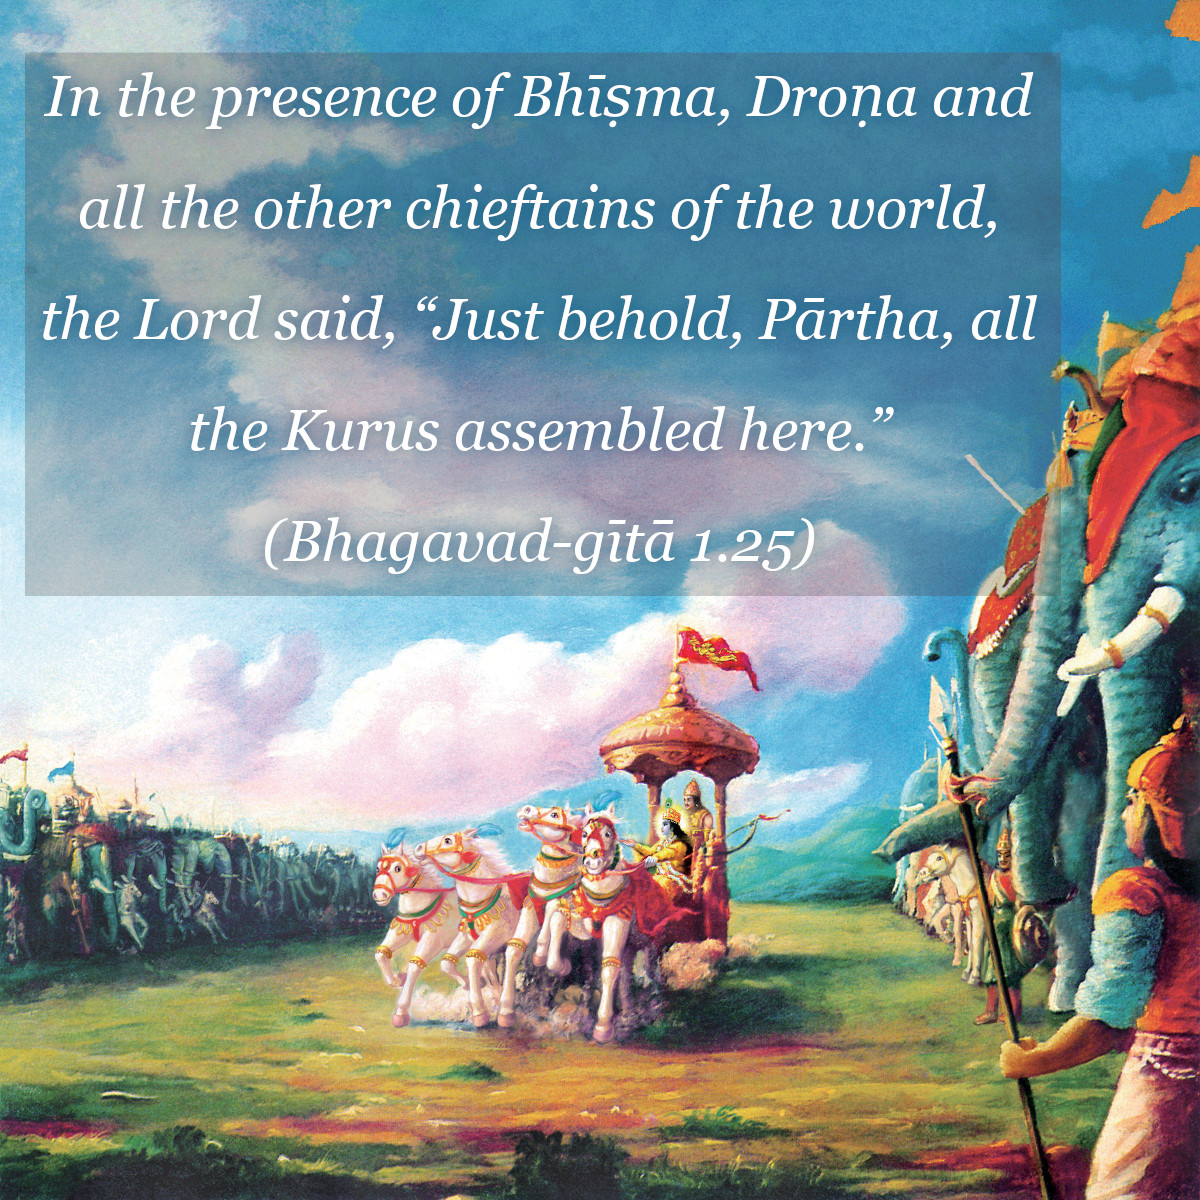 In the presence of Bhīṣma, Droṇa and
all the other chieftains of the world,
the Lord said, “Just behold, Pārtha, all
the Kurus assembled here.”
(Bhagavad-gītā 1.25)